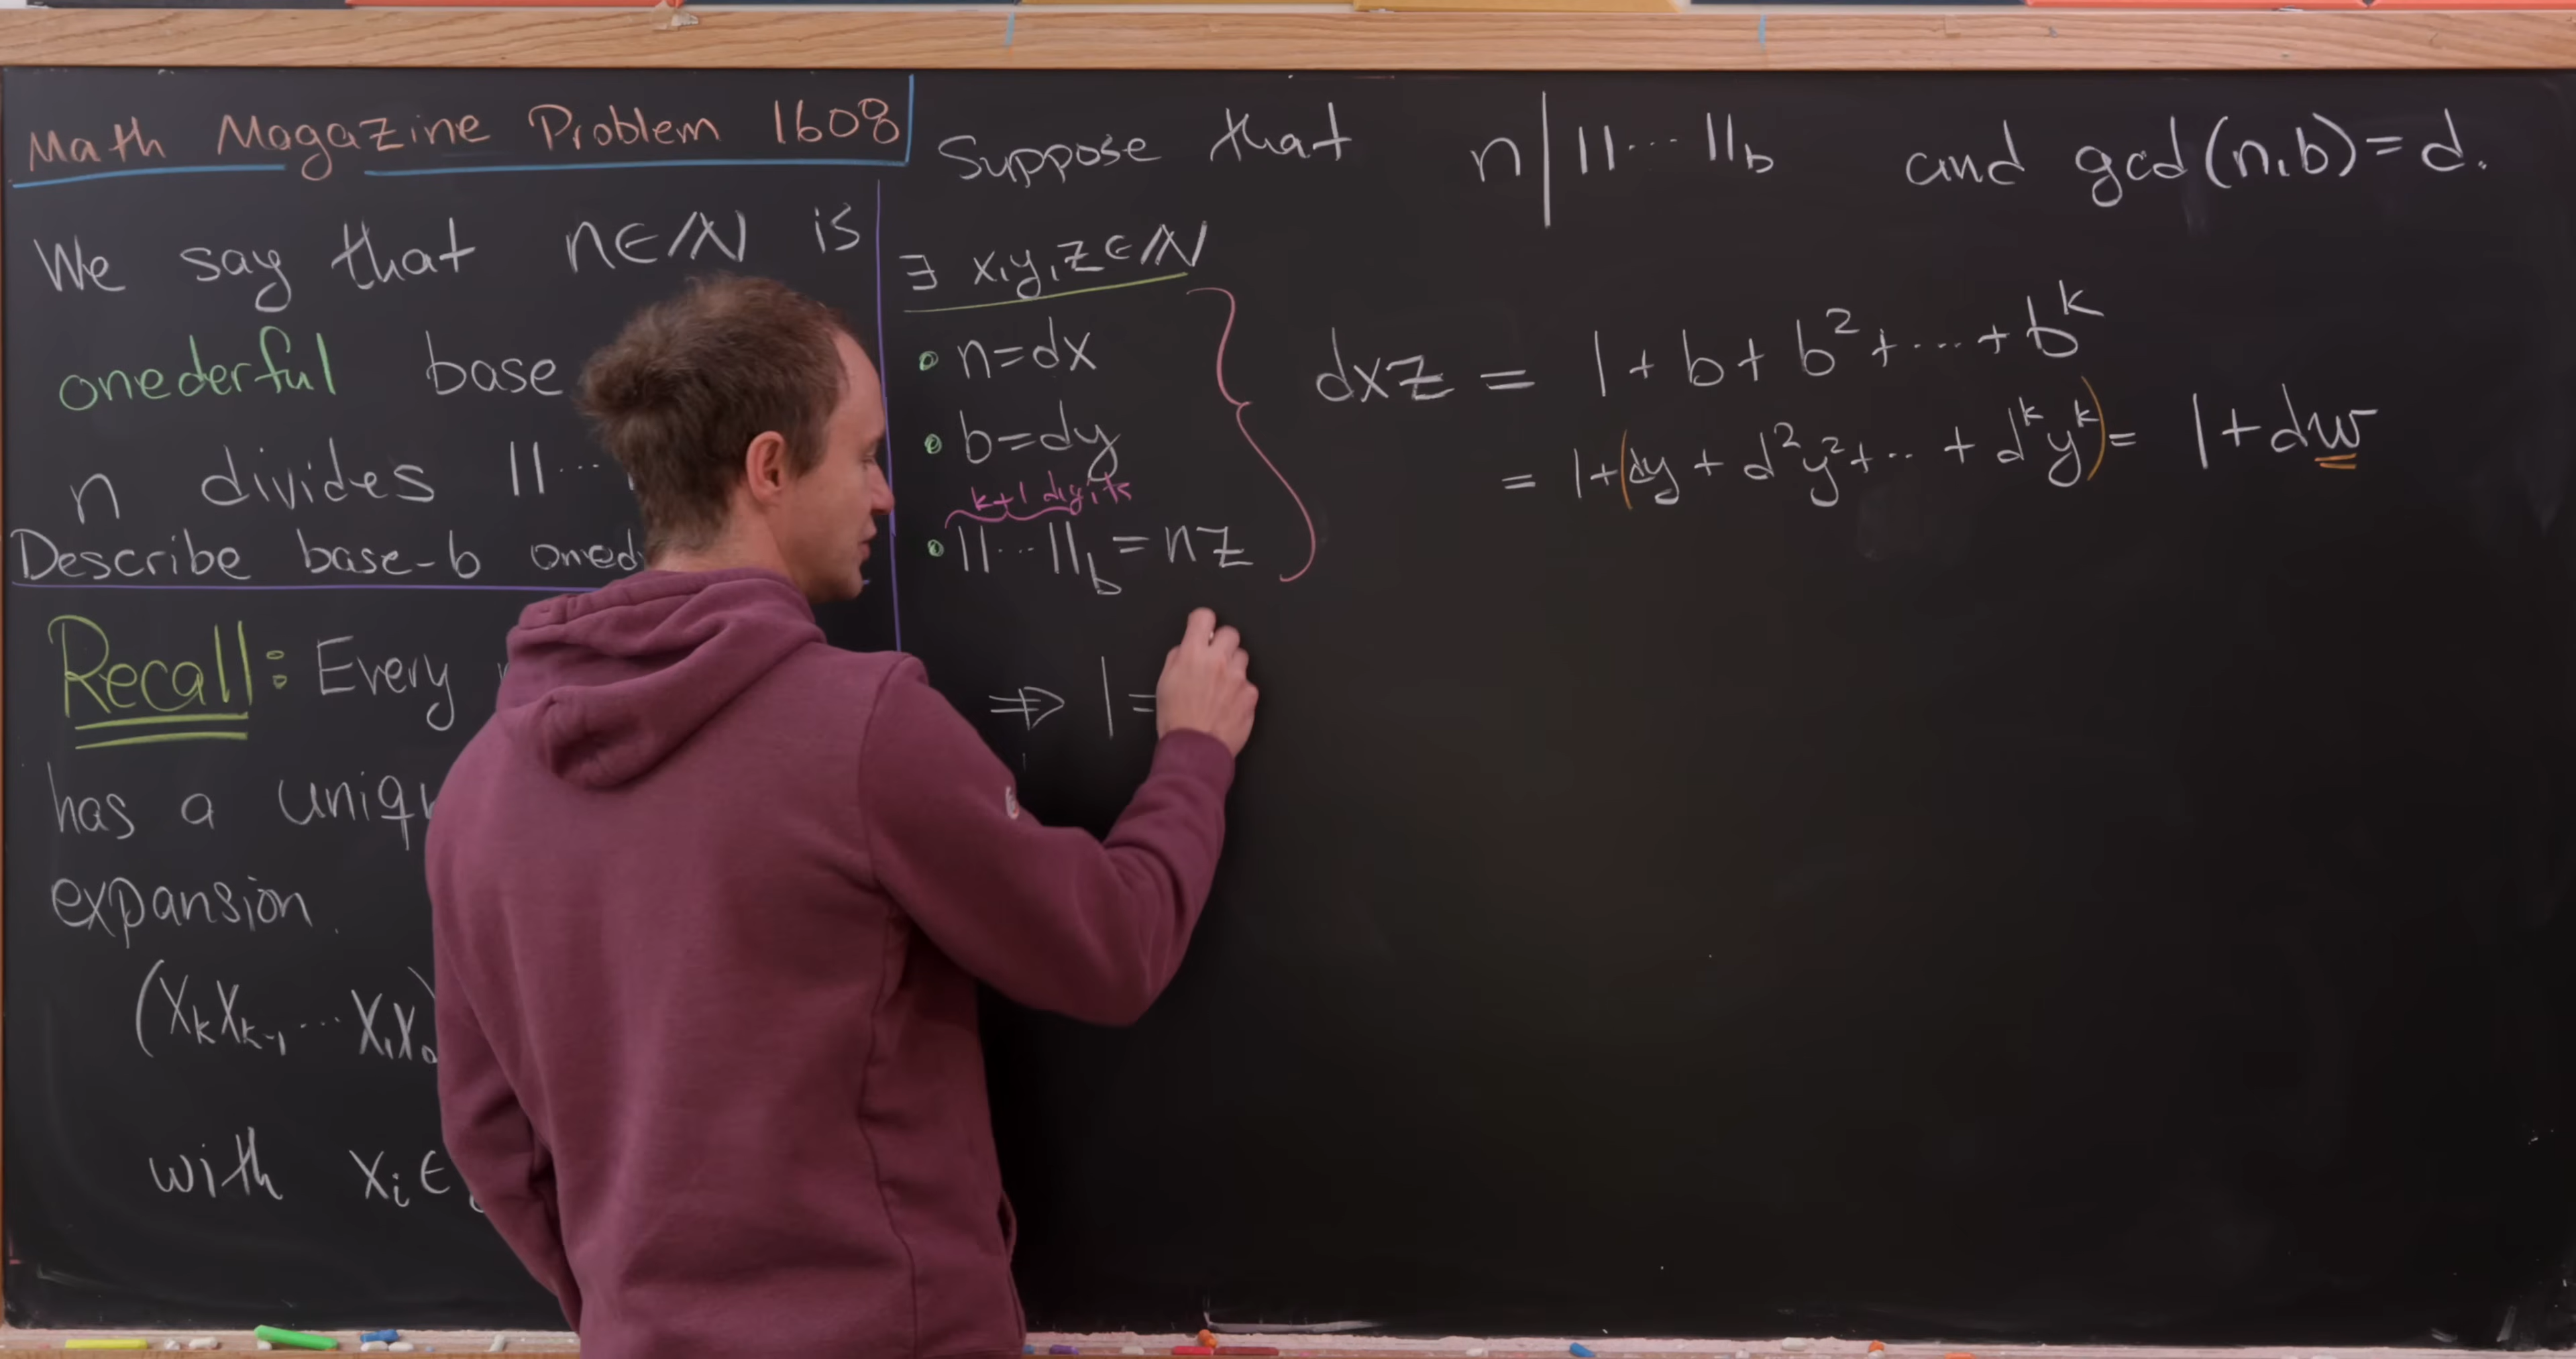 Math Magazine Problem 1608
We say that n∈ℕ is
onederful base
n divides 11⋯
Describe base-b
Recall: Every
has a
expansion.
(x_k x_{k-1} ⋯ x_1 x_0
with x_i ∈
Suppose that n | 11⋯11_b and gcd(n,b)=d.
∃ x,y,z∈ℕ
• n=dx
• b=dy
k+1 digits
• 11⋯11_b = nz
dxz = 1+b+b^2+⋯+b^k
= 1+(dy+d^2y^2+⋯+d^ky^k) = 1+dw
⇒ 1=